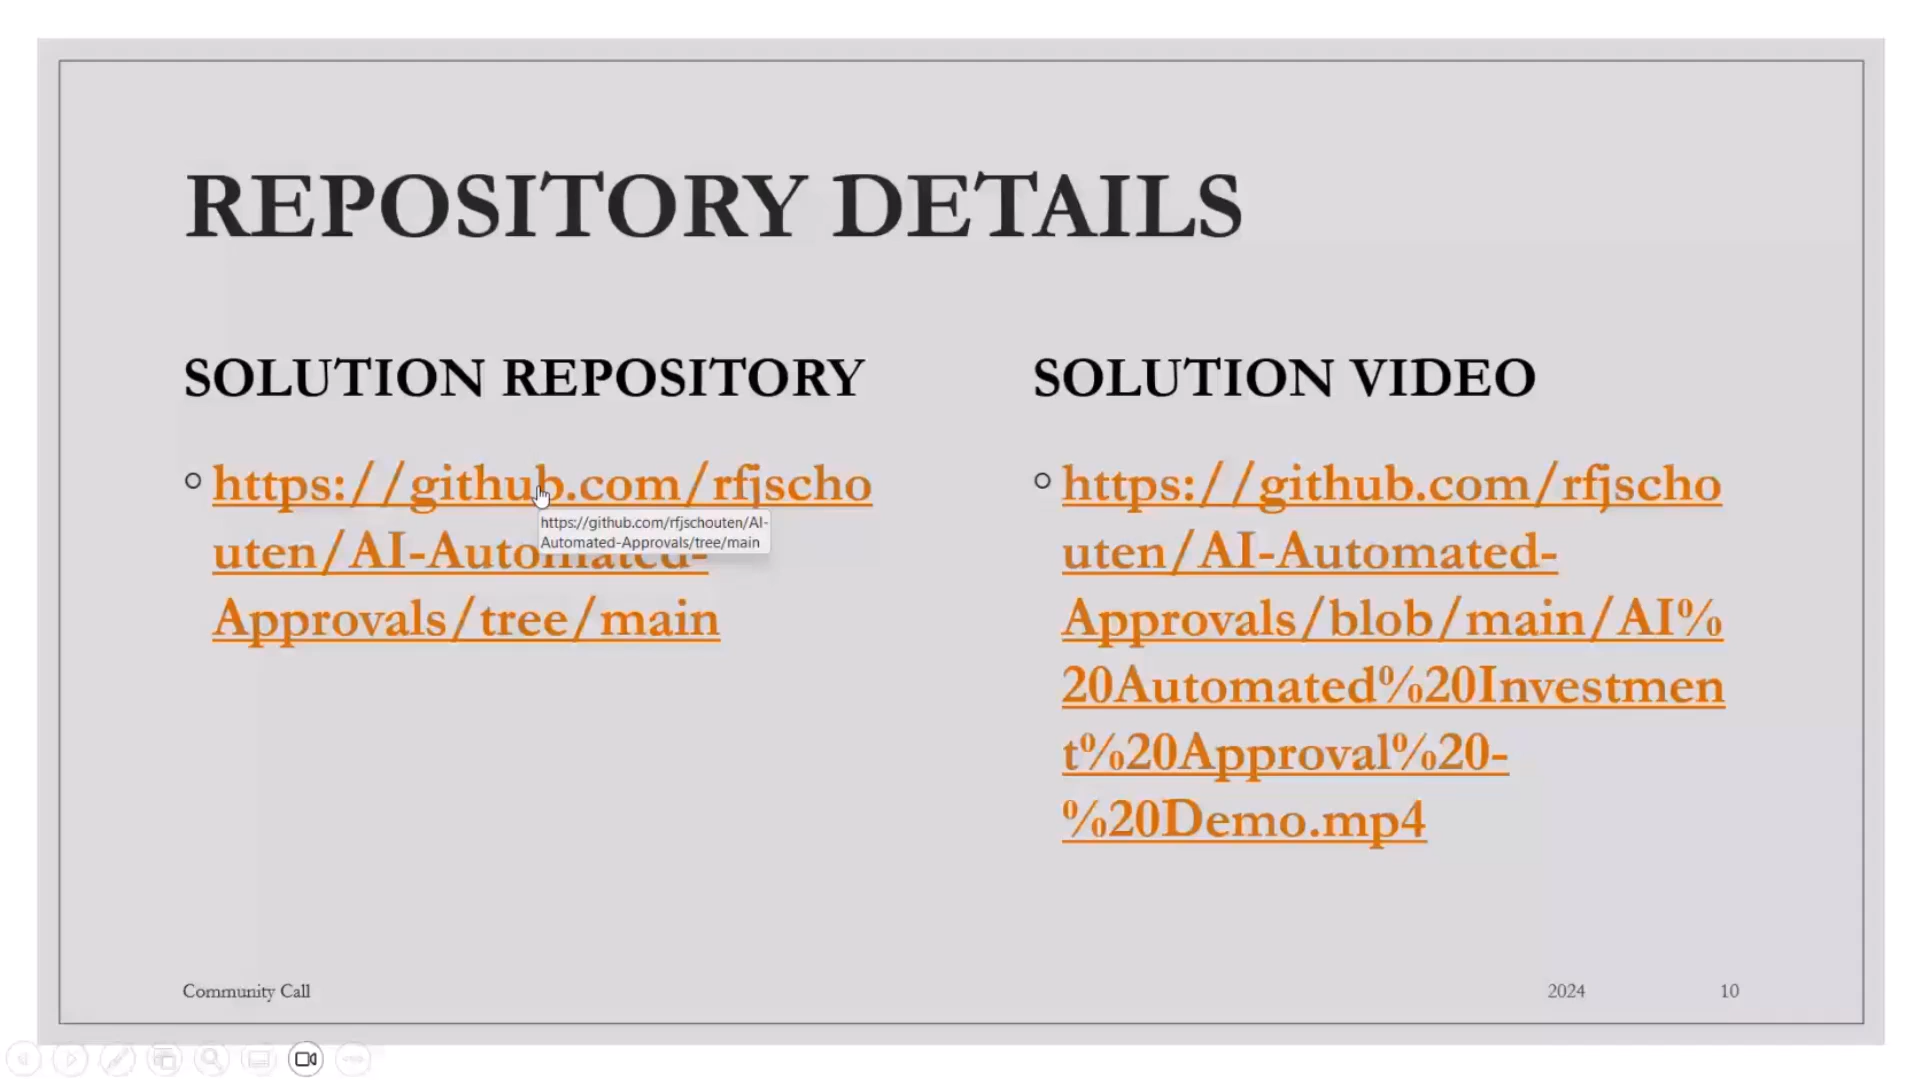 REPOSITORY DETAILS
SOLUTION REPOSITORY
https://github.com/rfjscho
uten/AI-Automated-
Approvals/tree/main
https://github.com/rfjschouten/AI-
Automated-Approvals/tree/main
SOLUTION VIDEO
https://github.com/rfjscho
uten/AI-Automated-
Approvals/blob/main/AI%
20Automated%20Investmen
t%20Approval%20-
%20Demo.mp4
Community Call
2024
10